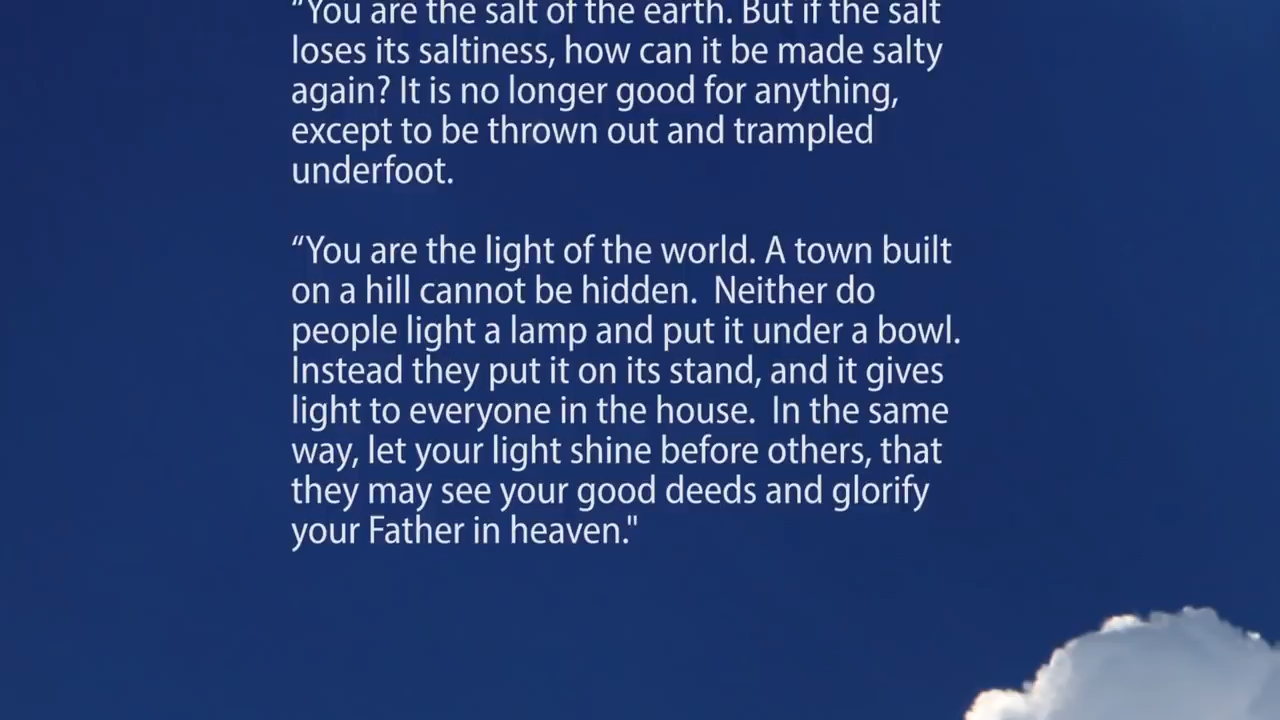 “You are the salt of the earth. But if the salt
loses its saltiness, how can it be made salty
again? It is no longer good for anything,
except to be thrown out and trampled
underfoot.
“You are the light of the world. A town built
on a hill cannot be hidden.  Neither do
people light a lamp and put it under a bowl.
Instead they put it on its stand, and it gives
light to everyone in the house.  In the same
way, let your light shine before others, that
they may see your good deeds and glorify
your Father in heaven."